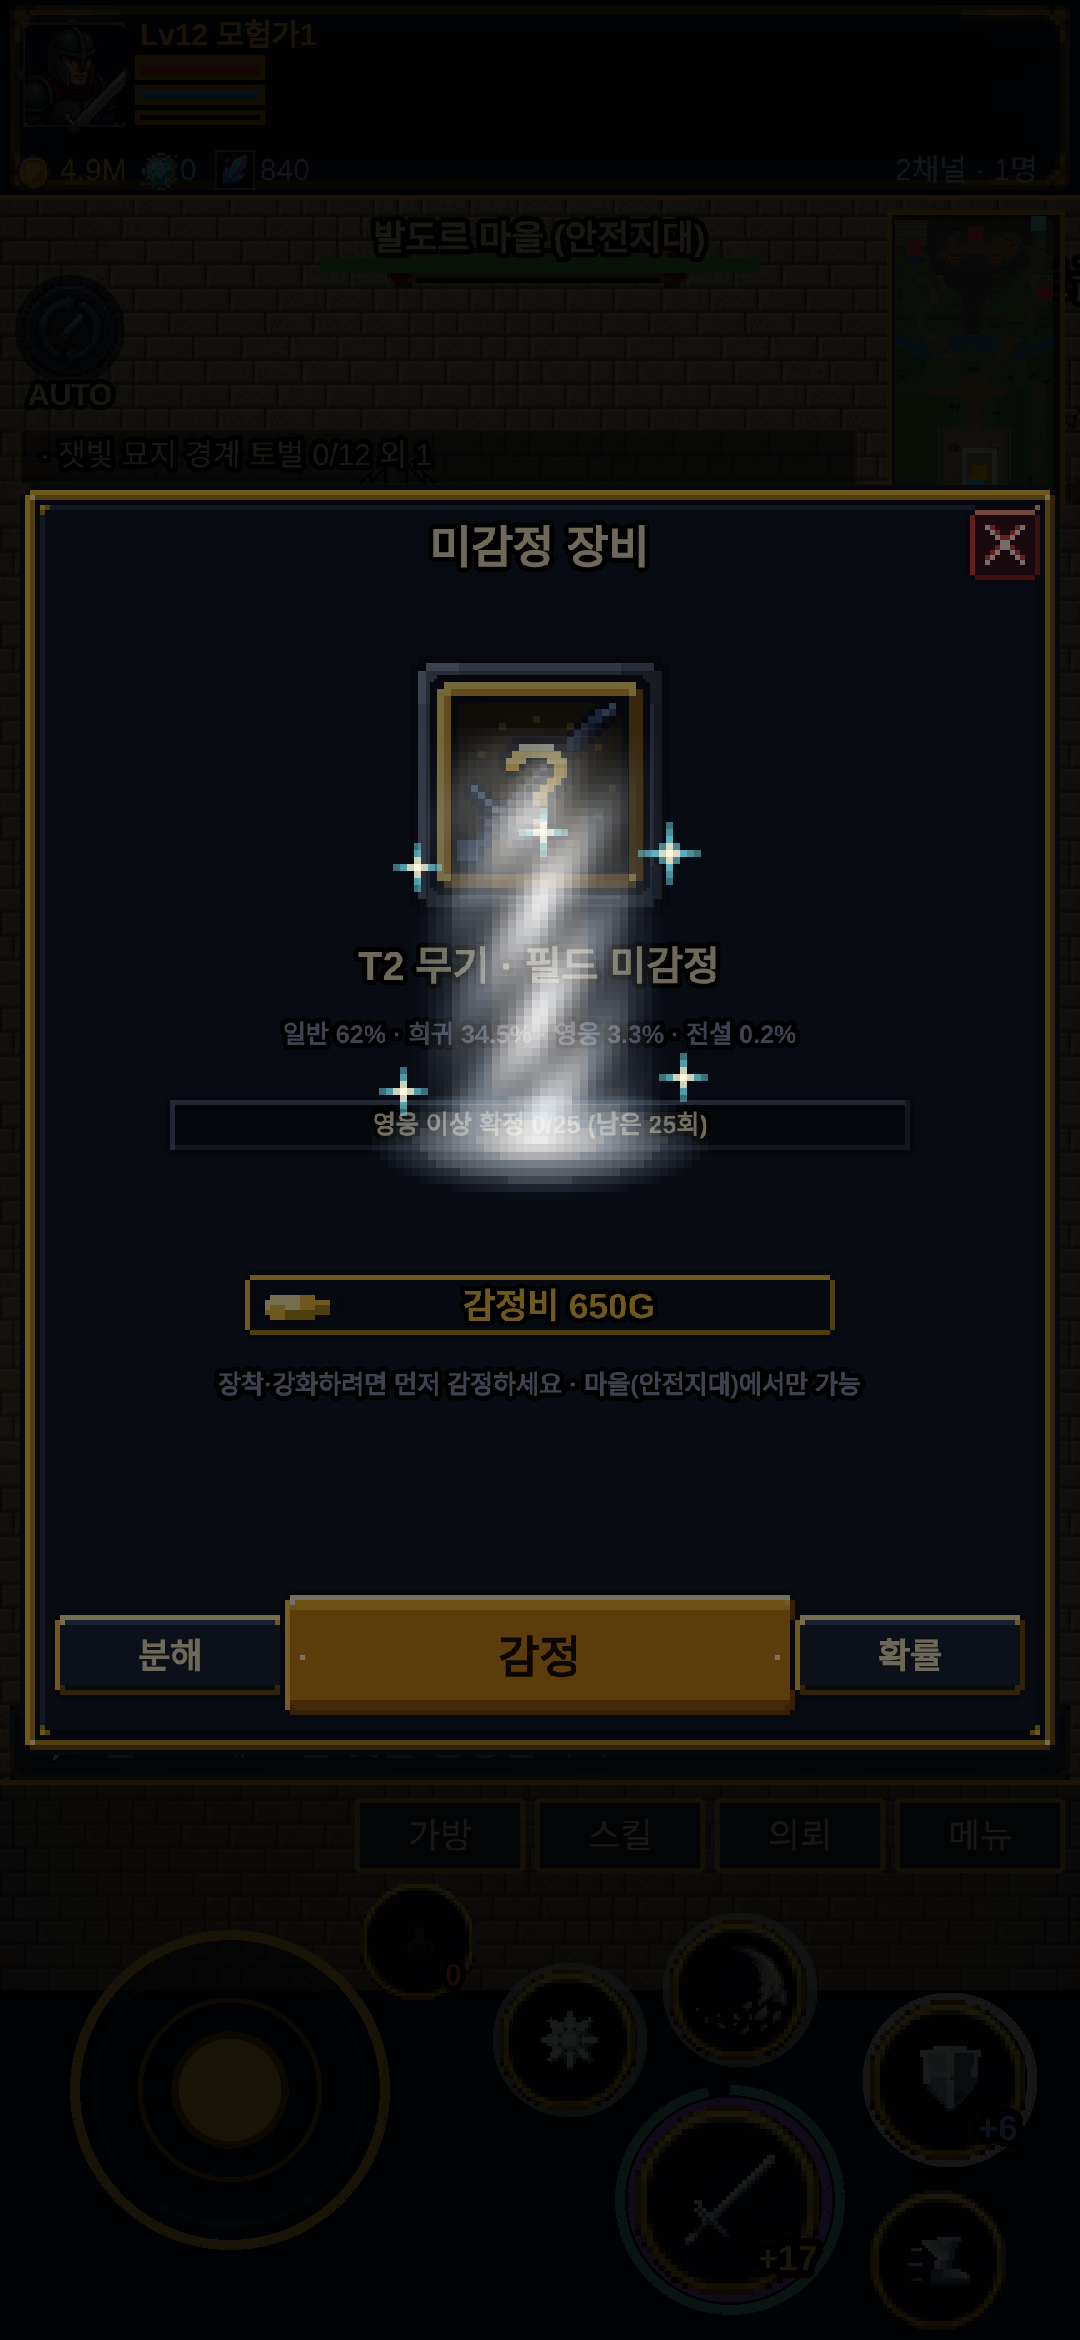 Lv12 모험가1
4.9M 0 840 2채널 · 1명
발도르 마을 (안전지대)
AUTO
· 잿빛 묘지 경계 토벌 0/12 외 1
미감정 장비
?
T2 무기 · 필드 미감정
일반 62% · 희귀 34.5% · 영웅 3.3% · 전설 0.2%
영웅 이상 확정 0/25 (남은 25회)
감정비 650G
장착·강화하려면 먼저 감정하세요 · 마을(안전지대)에서만 가능
분해 감정 확률
가방 스킬 의뢰 메뉴
0
+6
+17